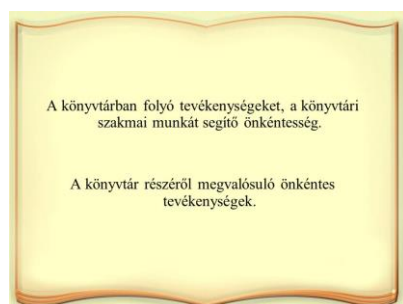 A könyvtárban folyó tevékenységeket, a könyvtári
szakmai munkát segítő önkéntesség.
A könyvtár részéről megvalósuló önkéntes
tevékenységek.